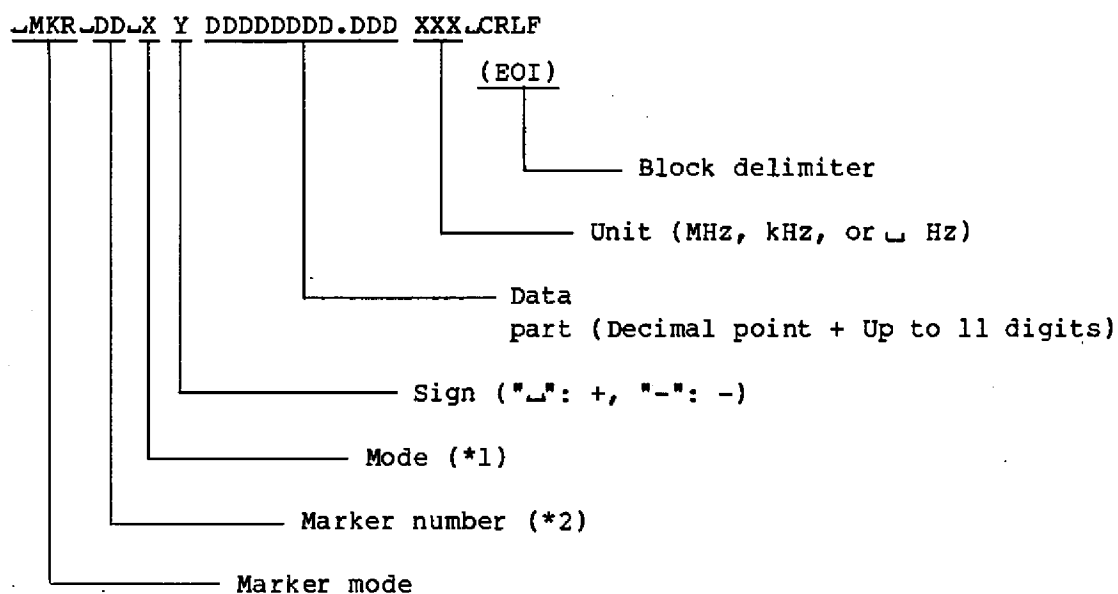 ␣MKR␣DD␣X Y DDDDDDDD.DDD XXX␣CRLF
(EOI)
Block delimiter
Unit (MHz, kHz, or ␣ Hz)
Data
part (Decimal point + Up to 11 digits)
Sign ("␣": +, "-": -)
Mode (*1)
Marker number (*2)
Marker mode